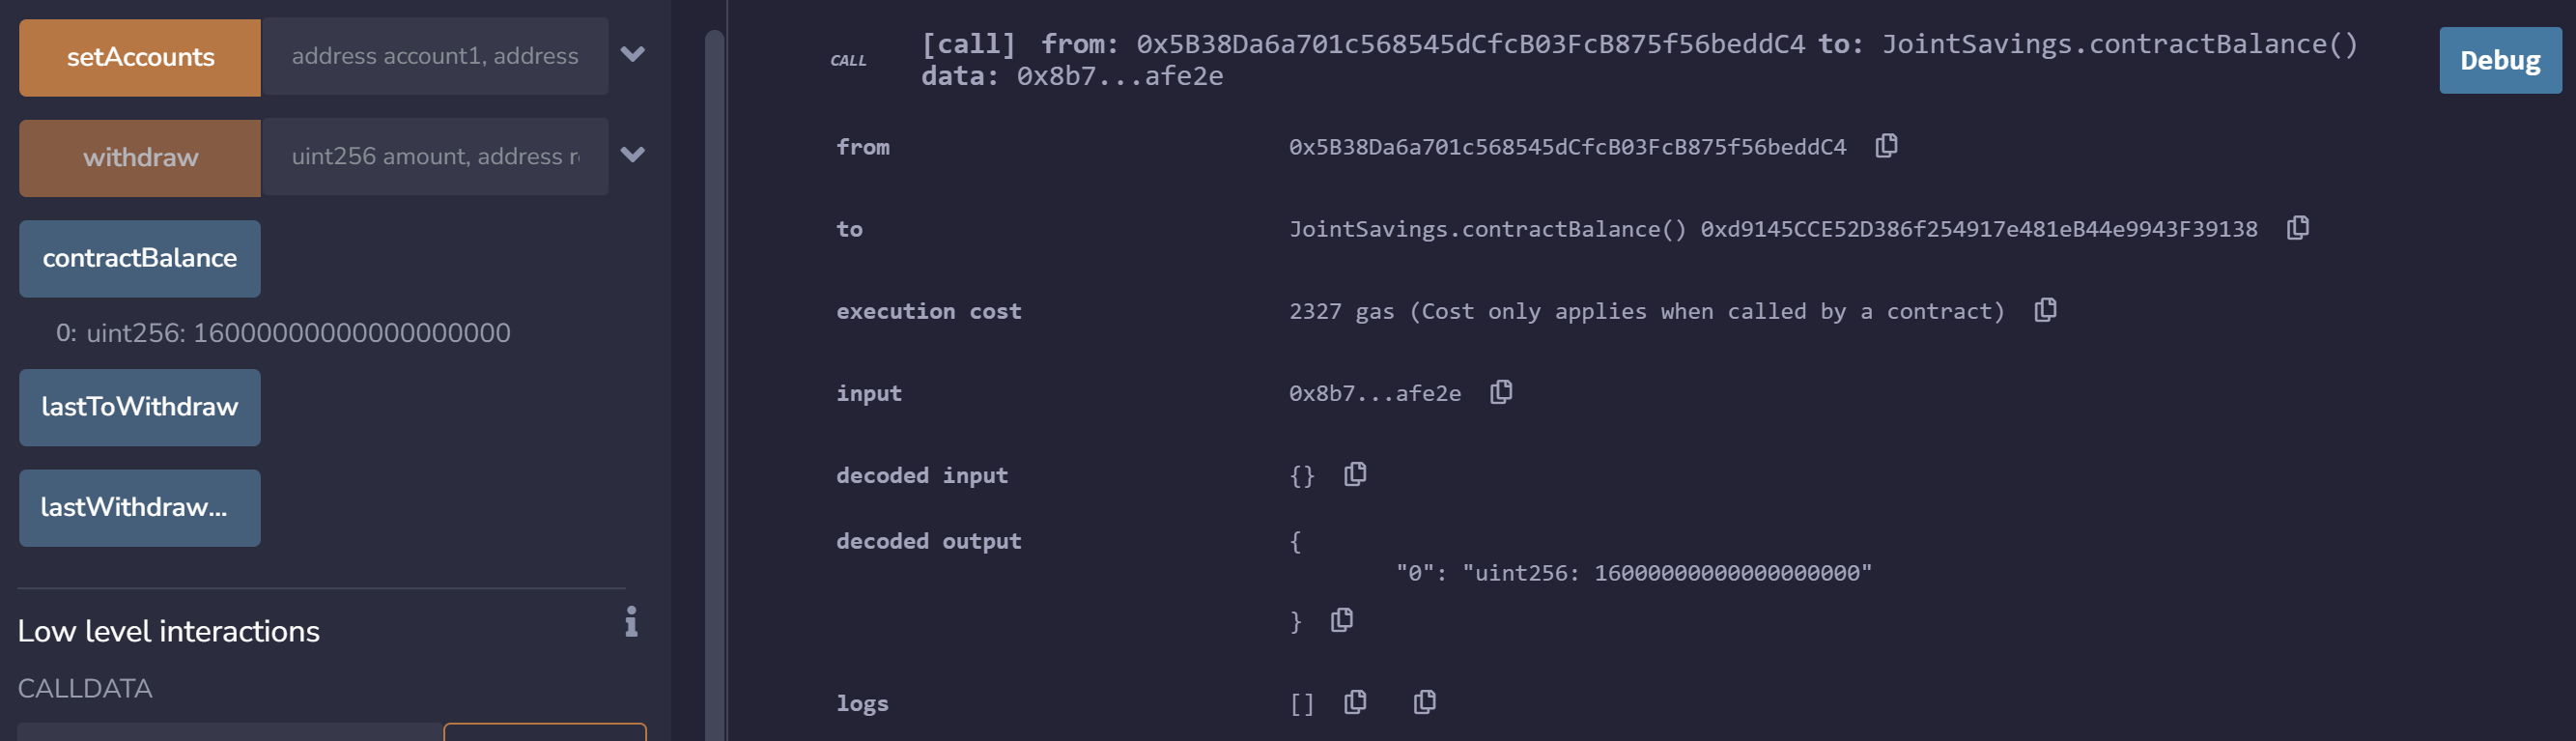 setAccounts
address account1, address
withdraw
uint256 amount, address r
contractBalance
0: uint256: 16000000000000000000
lastToWithdraw
lastWithdraw...
Low level interactions
CALLDATA
CALL
[call] from: 0x5B38Da6a701c568545dCfcB03FcB875f56beddC4 to: JointSavings.contractBalance()
data: 0x8b7...afe2e
Debug
from 0x5B38Da6a701c568545dCfcB03FcB875f56beddC4
to JointSavings.contractBalance() 0xd9145CCE52D386f254917e481eB44e9943F39138
execution cost 2327 gas (Cost only applies when called by a contract)
input 0x8b7...afe2e
decoded input {}
decoded output {
"0": "uint256: 16000000000000000000"
}
logs []